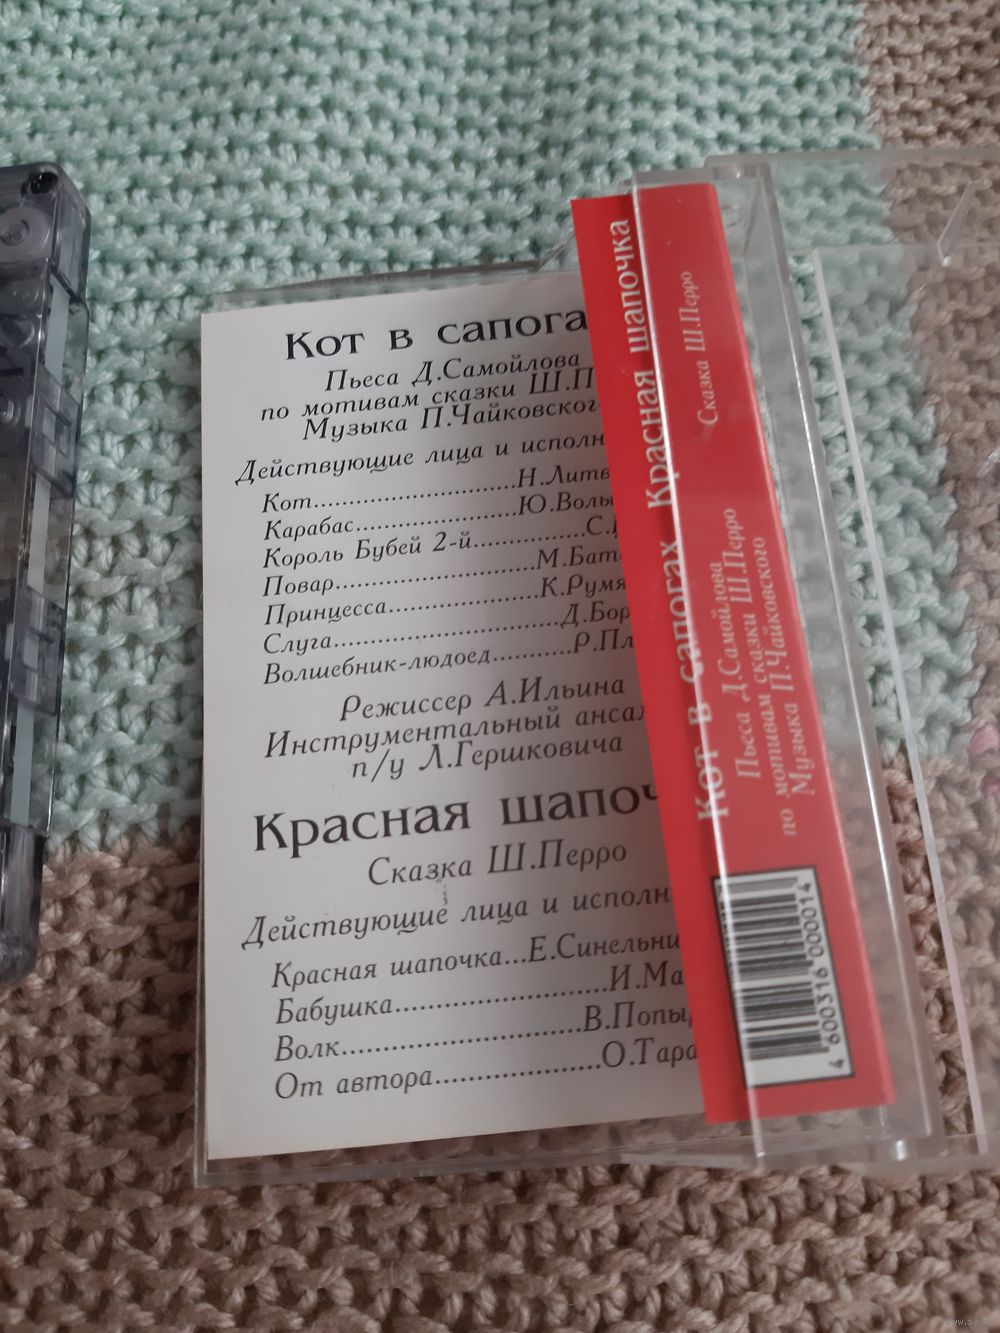 Кот в сапога
Пьеса Д.Самойлова
по мотивам сказки Ш.П
Музыка П.Чайковског
Действующие лица и исполн
Кот........................Н.Литв
Карабас...................Ю.Волы
Король Бубей 2-й.............С.
Повар.......................М.Бат
Принцесса.................К.Румя
Слуга..........................Д.Бор
Волшебник-людоед..........Р.Пл
Режиссер А.Ильина
Инструментальный ансал
п/у Л.Гершковича
Красная шапоч
Сказка Ш.Перро
Действующие лица и исполн
Красная шапочка...Е.Синельни
Бабушка.........................И.Ма
Волк............................В.Попы
От автора....................О.Тара
Кот в сапогах Красная шапочка
Пьеса Д.Самойлова
по мотивам сказки Ш.Перро
Музыка П.Чайковского
Сказка Ш.Перро
4 600316 000014